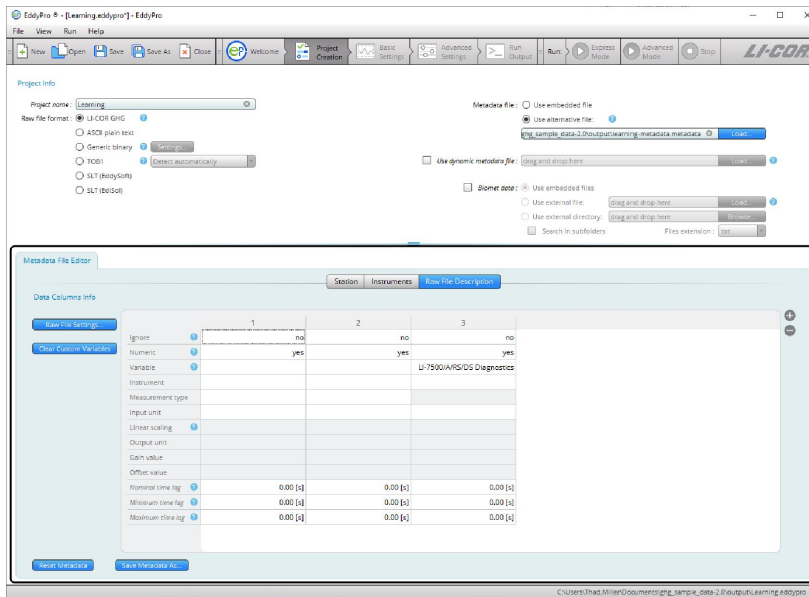 EddyPro ® - [Learning.eddypro*] - EddyPro
File View Run Help
New Open Save Save As Close Welcome Project Creation Basic Settings Advanced Settings Run Output Run: Express Mode Advanced Mode Stop LI-COR
Project Info
Project name : Learning
Raw file format : LI-COR GHG ?
ASCII plain text
Generic binary ? Settings...
TOB1 ? Detect automatically
SLT (EddySoft)
SLT (EdiSol)
Metadata file : Use embedded file
Use alternative file: ?
ghg_sample_data-2.0\output\learning-metadata.metadata Load...
Use dynamic metadata file : drag and drop here Load... ?
Biomet data : Use embedded files
Use external file: drag and drop here Load... ?
Use external directory: drag and drop here Browse...
Search in subfolders Files extension : txt
Metadata File Editor
Station Instruments Raw File Description
Data Columns Info
Raw File Settings...
Clear Custom Variables
1 2 3
Ignore ? no no no
Numeric ? yes yes yes
Variable ? LI-7500/A/RS/DS Diagnostics
Instrument
Measurement type
Input unit
Linear scaling ?
Output unit
Gain value
Offset value
Nominal time lag ? 0.00 [s] 0.00 [s] 0.00 [s]
Minimum time lag ? 0.00 [s] 0.00 [s] 0.00 [s]
Maximum time lag ? 0.00 [s] 0.00 [s] 0.00 [s]
Reset Metadata Save Metadata As...
C:\Users\Thad.Miller\Documents\ghg_sample_data-2.0\output\Learning.eddypro